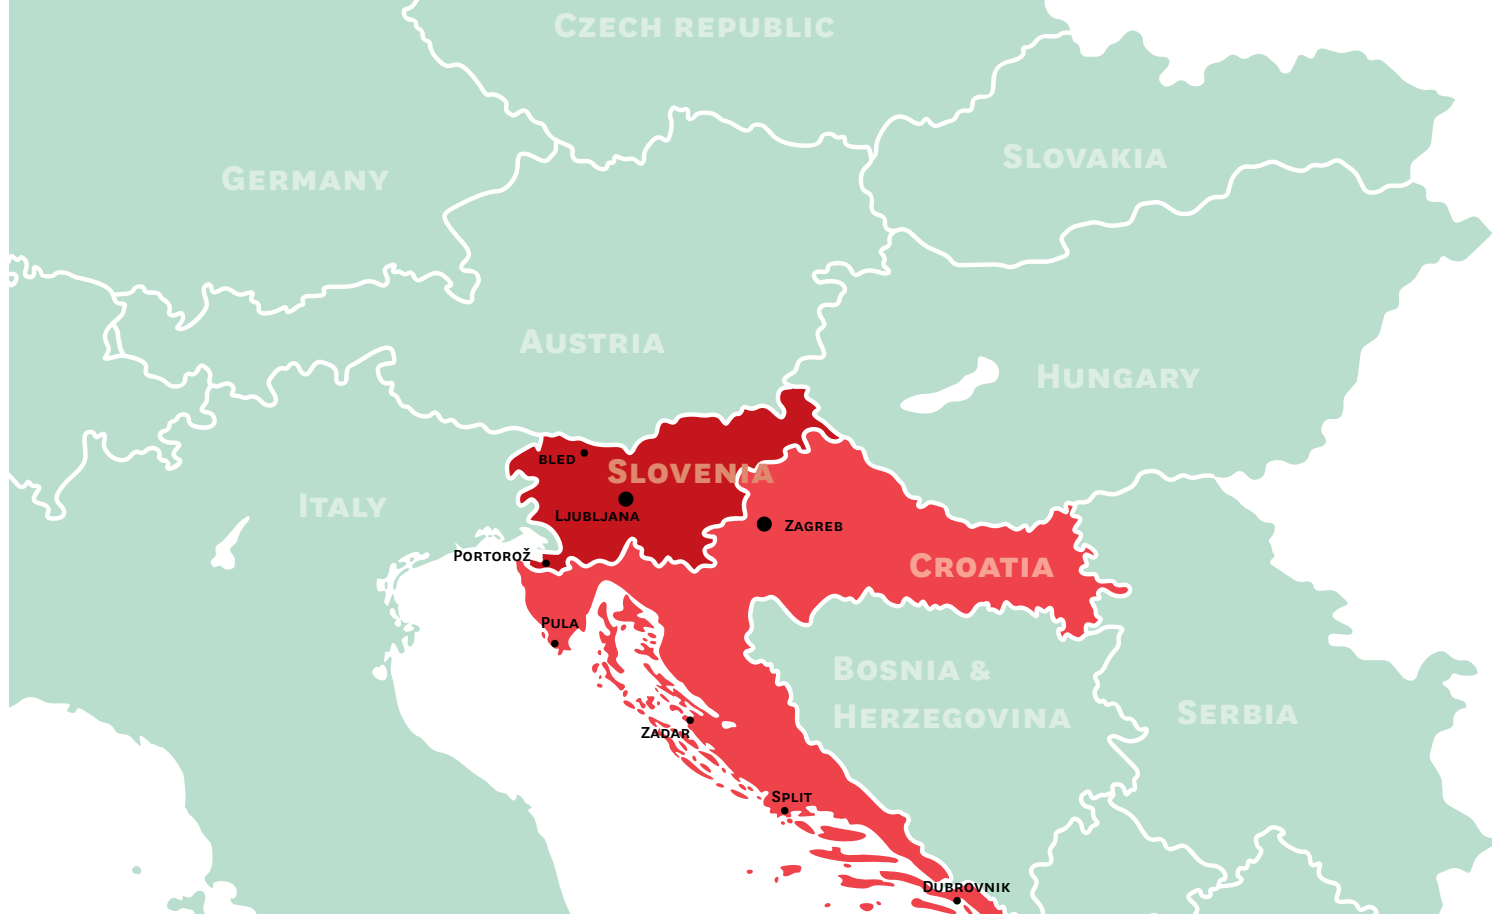 Czech republic
Slovakia
Germany
Austria
Hungary
Bled
Slovenia
Italy
Ljubljana
Zagreb
Portorož
Croatia
Pula
Bosnia &
Herzegovina
Serbia
Zadar
Split
Dubrovnik